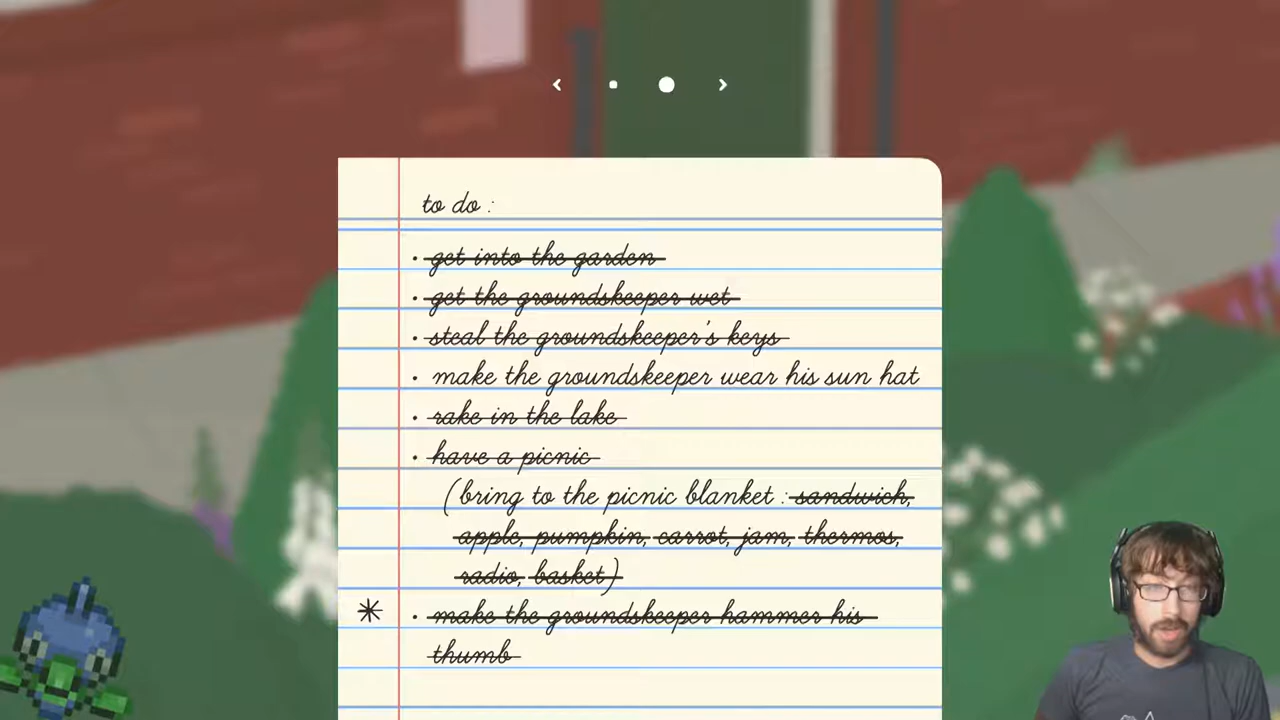 to do :
• get into the garden
• get the groundskeeper wet
• steal the groundskeeper's keys
• make the groundskeeper wear his sun hat
• rake in the lake
• have a picnic
(bring to the picnic blanket : sandwich,
apple, pumpkin, carrot, jam, thermos,
radio, basket)
* • make the groundskeeper hammer his
thumb